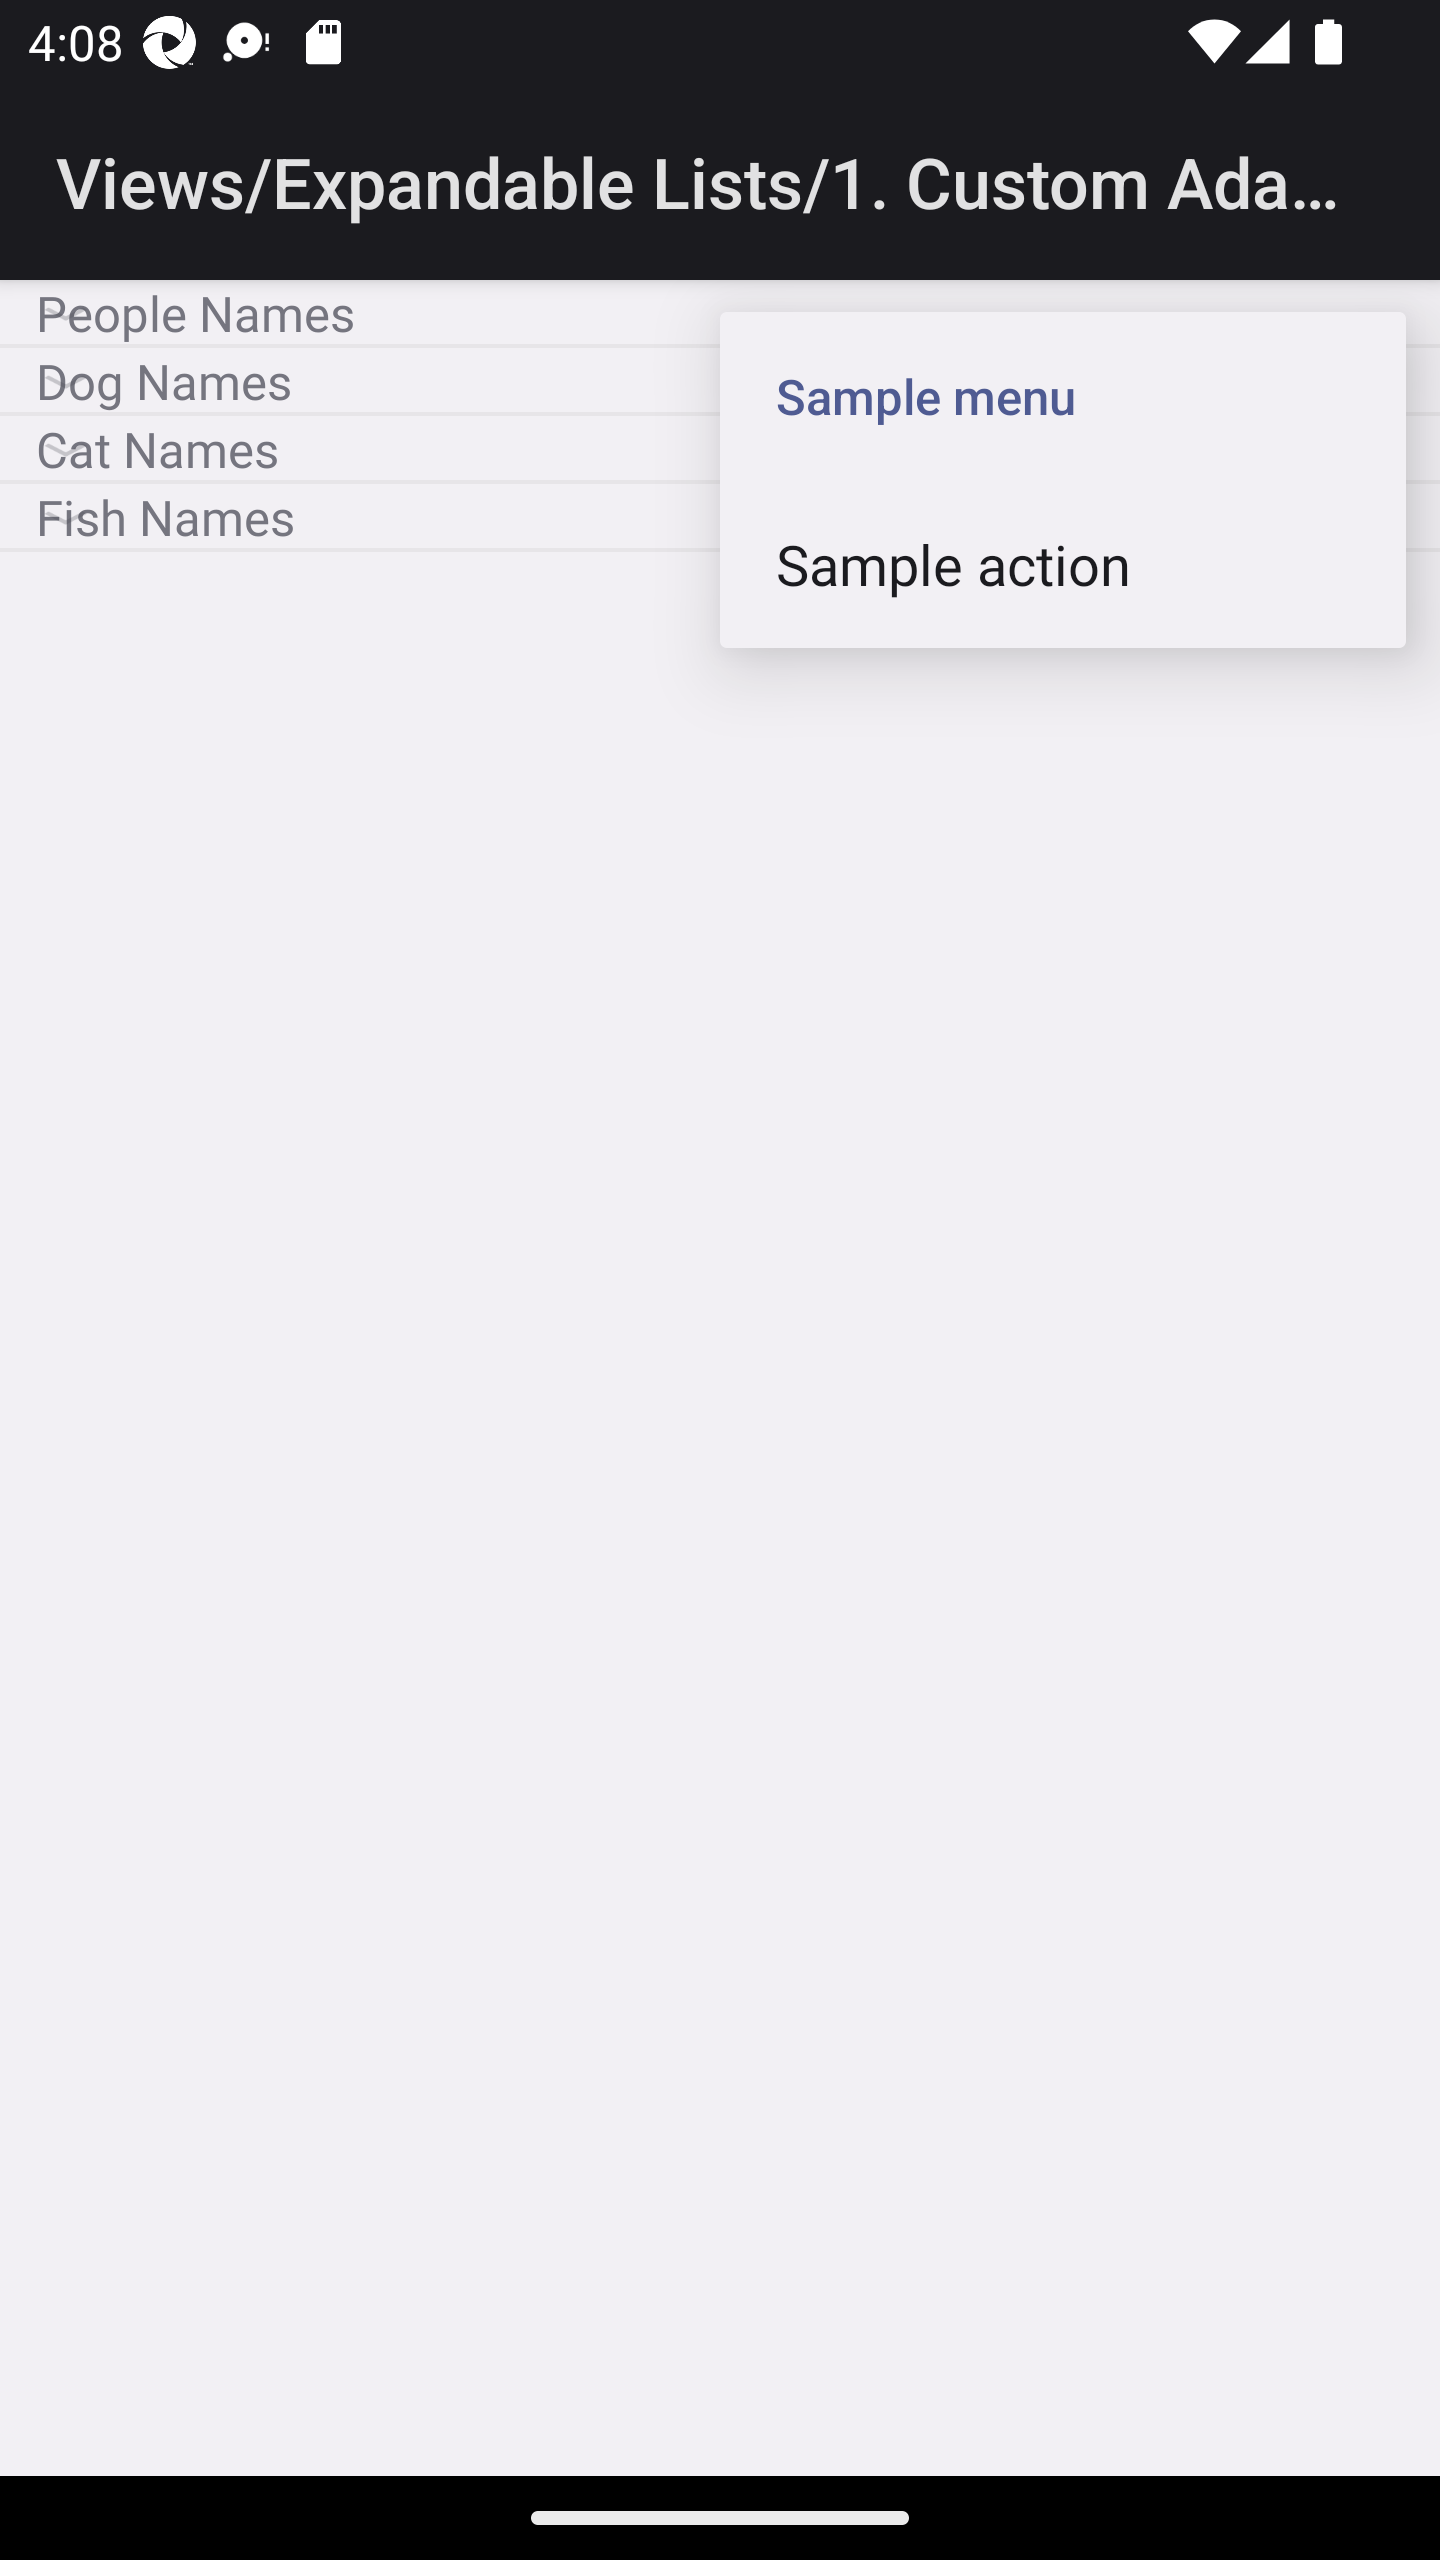 4:08
Views/Expandable Lists/1. Custom Ada…
People Names
Dog Names
Cat Names
Fish Names
Sample menu
Sample action